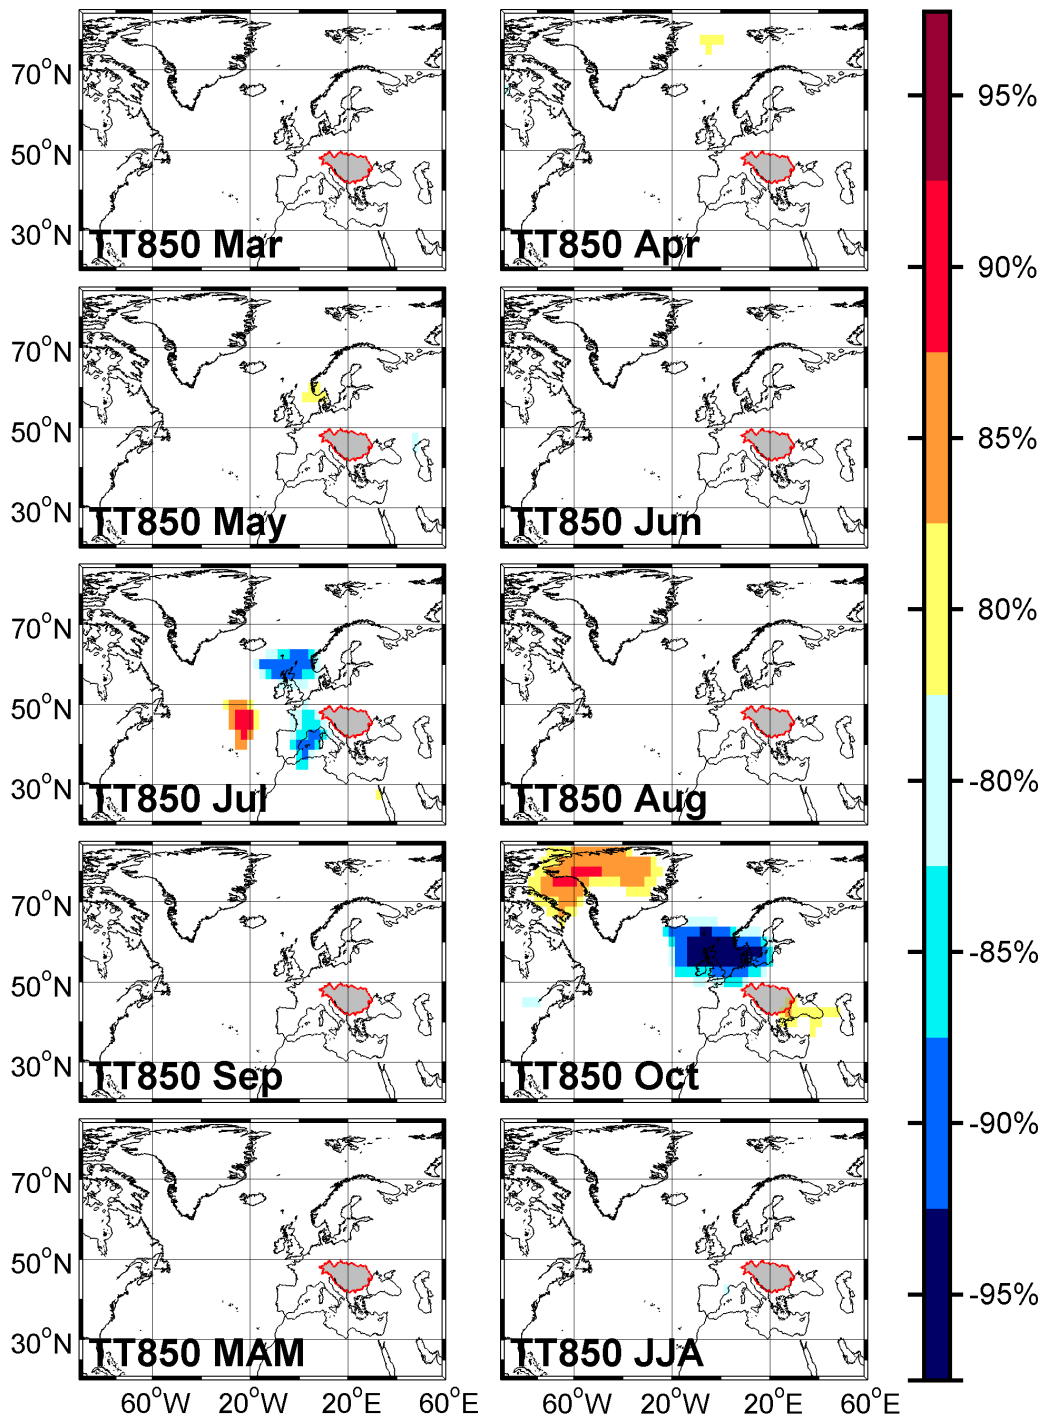 70°N
50°N
30°N
TT850 Mar
TT850 Apr
95%
90%
85%
80%
-80%
-85%
-90%
-95%
70°N
50°N
30°N
TT850 May
TT850 Jun
70°N
50°N
30°N
TT850 Jul
TT850 Aug
70°N
50°N
30°N
TT850 Sep
TT850 Oct
70°N
50°N
30°N
TT850 MAM
TT850 JJA
60°W
20°W
20°E
60°E
60°W
20°W
20°E
60°E